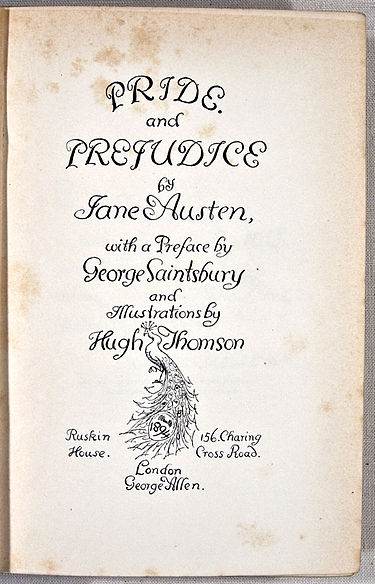 PRIDE.
and
PREJUDICE
by
Jane Austen,
with a Preface by
George Saintsbury
and
Illustrations by
Hugh Thomson
Ruskin 156. Charing
House. Cross Road.
London
George Allen.